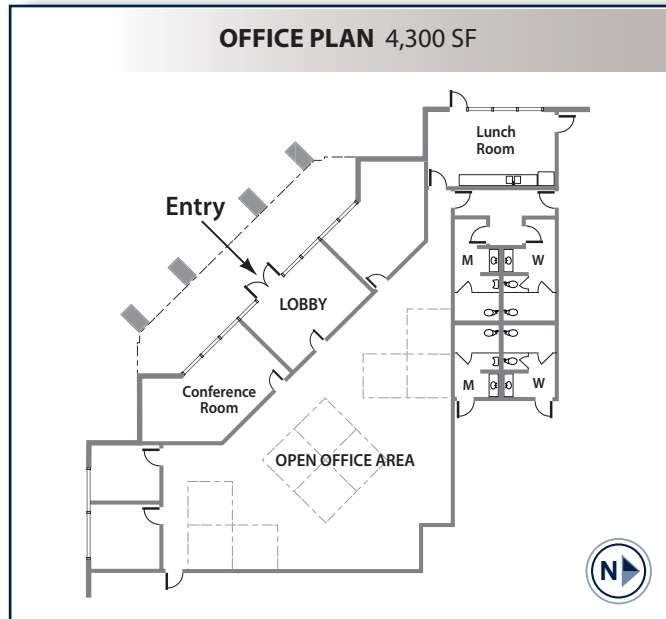 OFFICE PLAN 4,300 SF
Lunch
Room
Entry
M
W
LOBBY
Conference
Room
M
W
OPEN OFFICE AREA
N